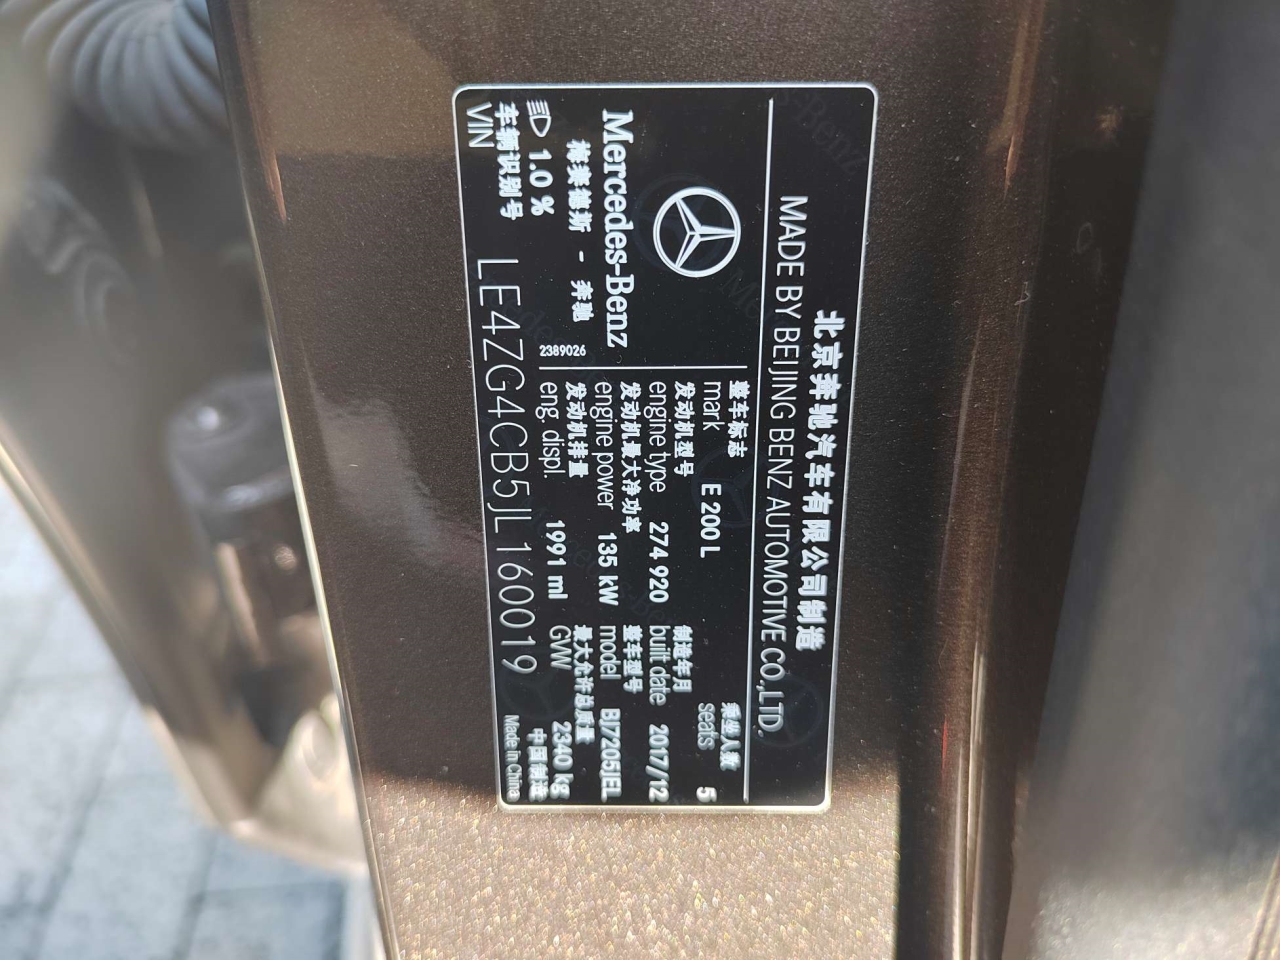 北京奔驰汽车有限公司制造
MADE BY BEIJING BENZ AUTOMOTIVE CO.,LTD.
Mercedes-Benz
梅赛德斯 - 奔驰
2389026
整车标志
mark E 200 L
乘坐人数
seats 5
发动机型号
engine type 274 920
制造年月
built date 2017/12
发动机最大净功率
engine power 135 kW
整车型号
model BJ7205JEL
发动机排量
eng. displ. 1991 ml
最大允许总质量
GVW 2340 kg
1.0 %
车辆识别号
VIN LE4ZG4CB5JL160019
中国制造
Made in China